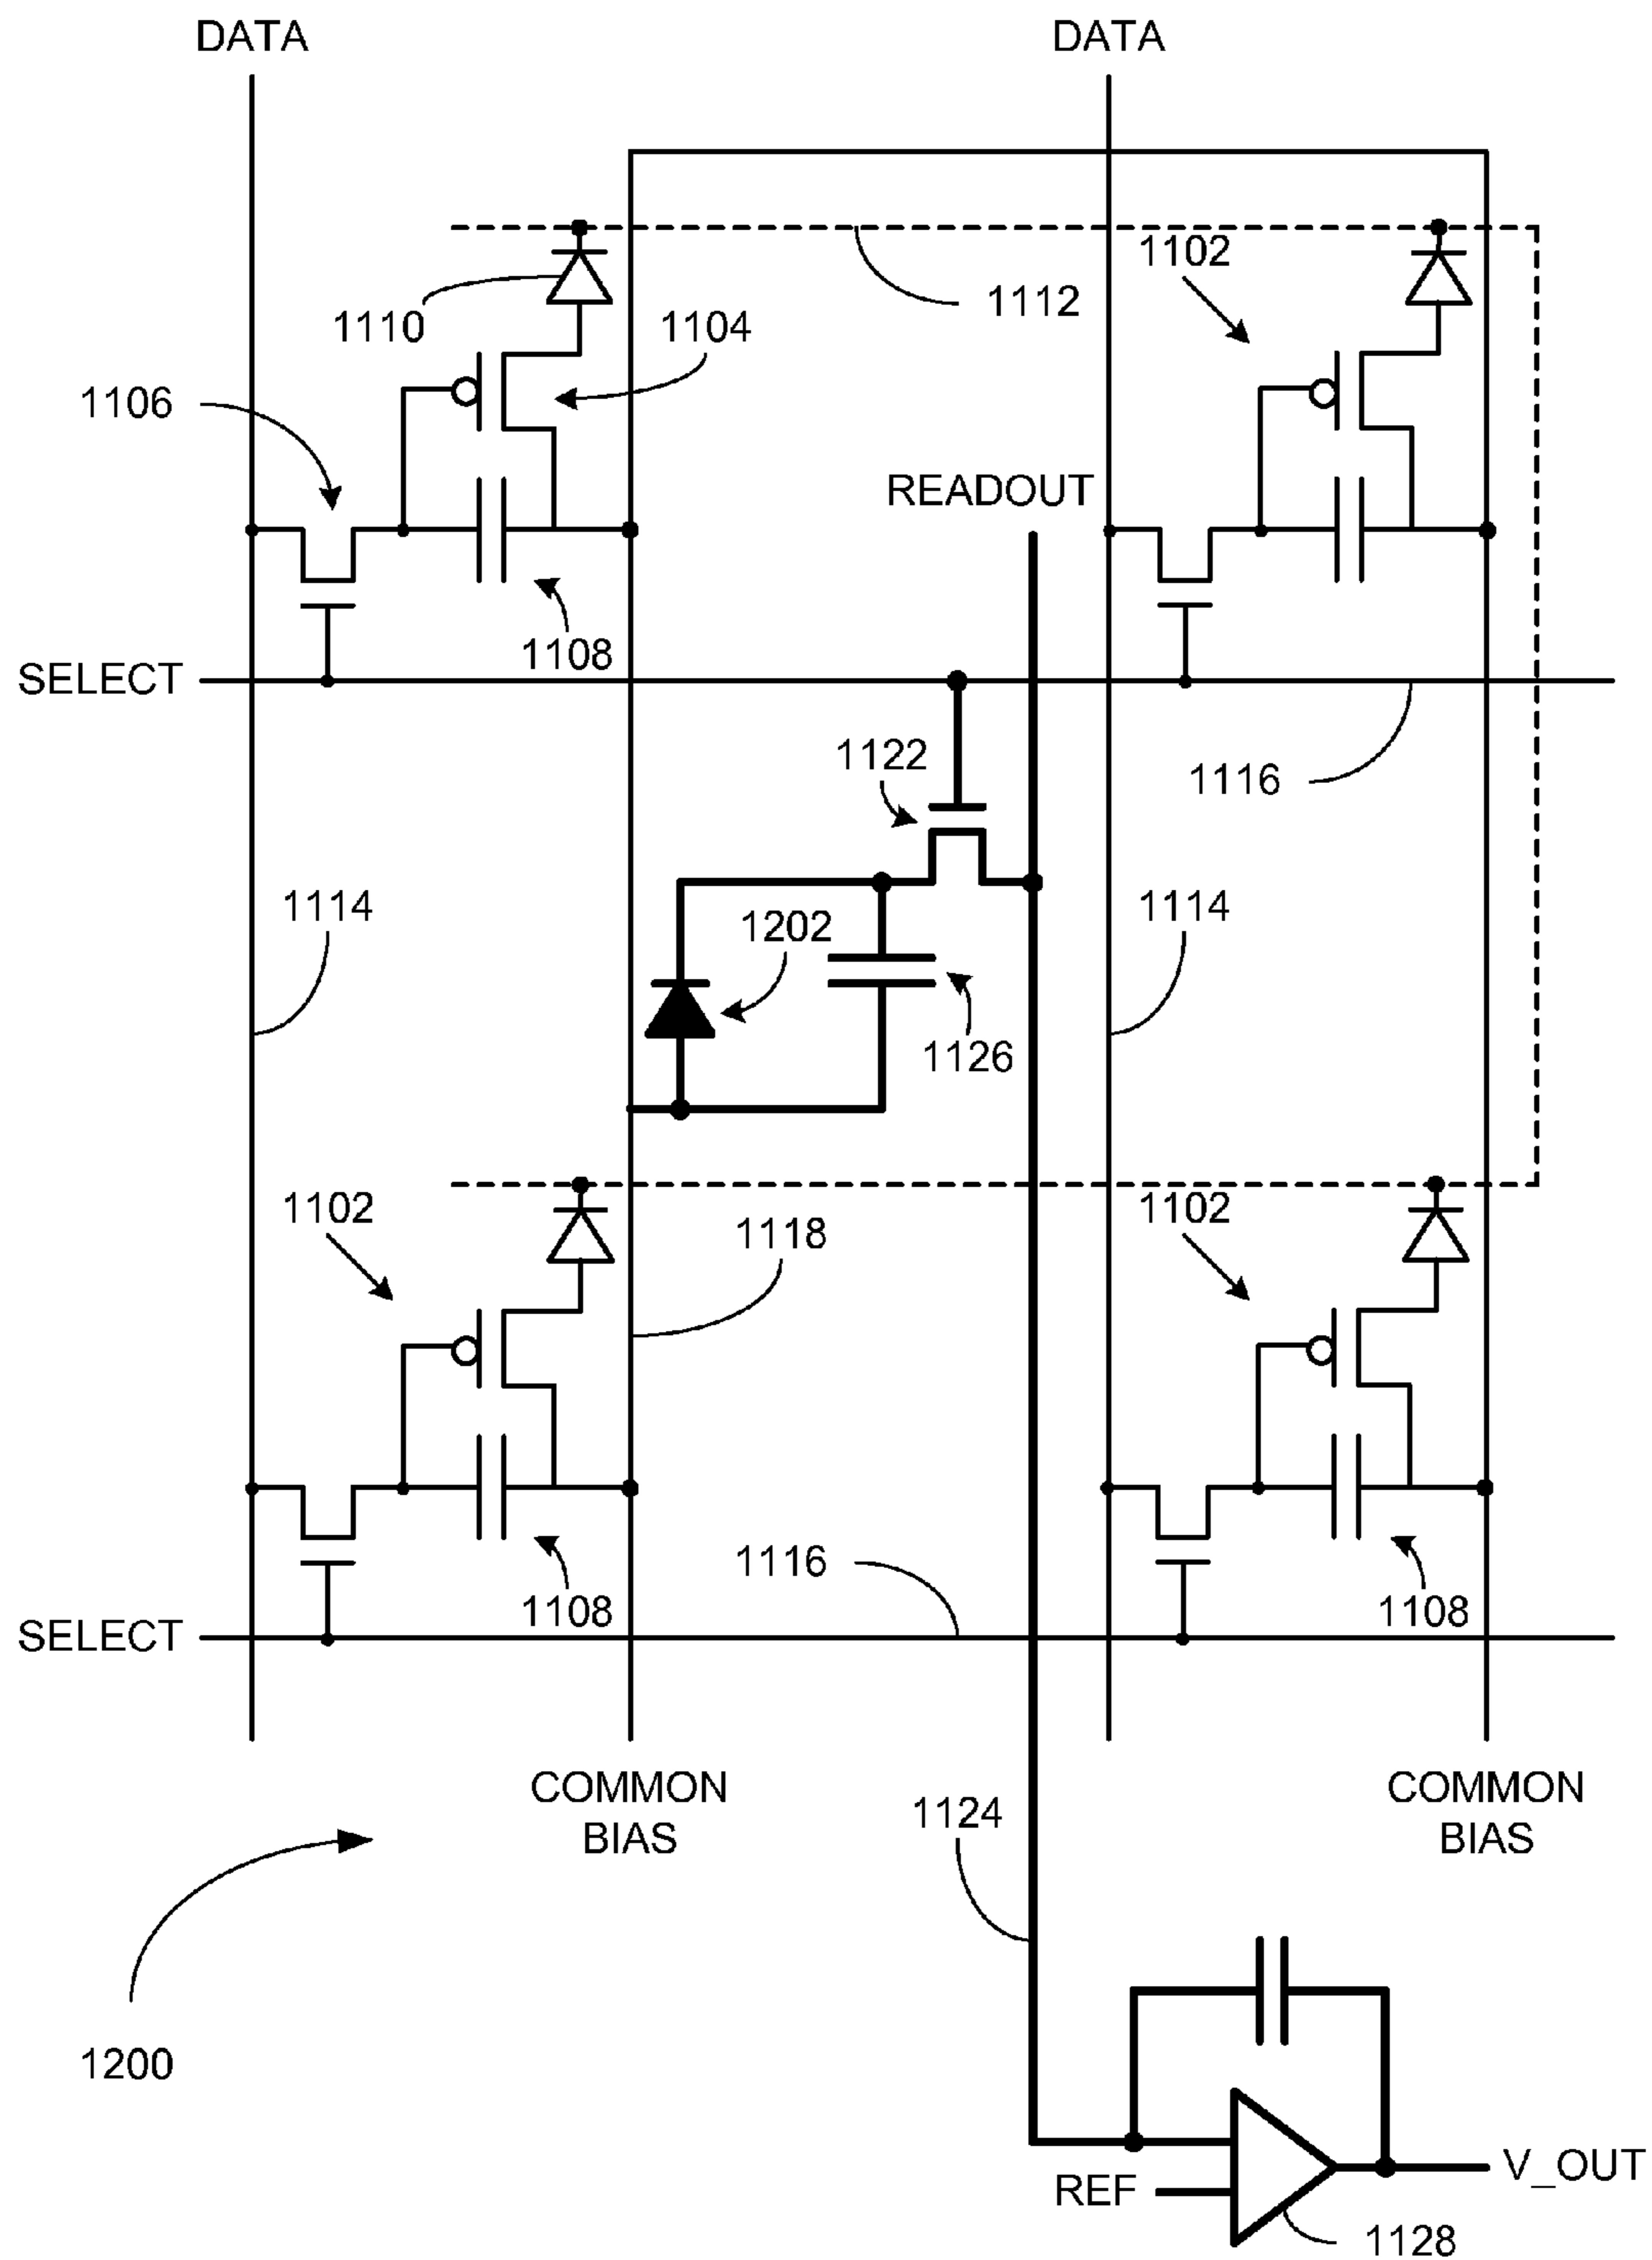 DATA DATA
1102
1110 1104 1112
1106
READOUT
1108
SELECT
1122
1116
1114 1202 1114
1126
1102 1118 1102
1116
1108 1108
SELECT
COMMON BIAS COMMON BIAS
1124
1200
V_OUT
REF
1128